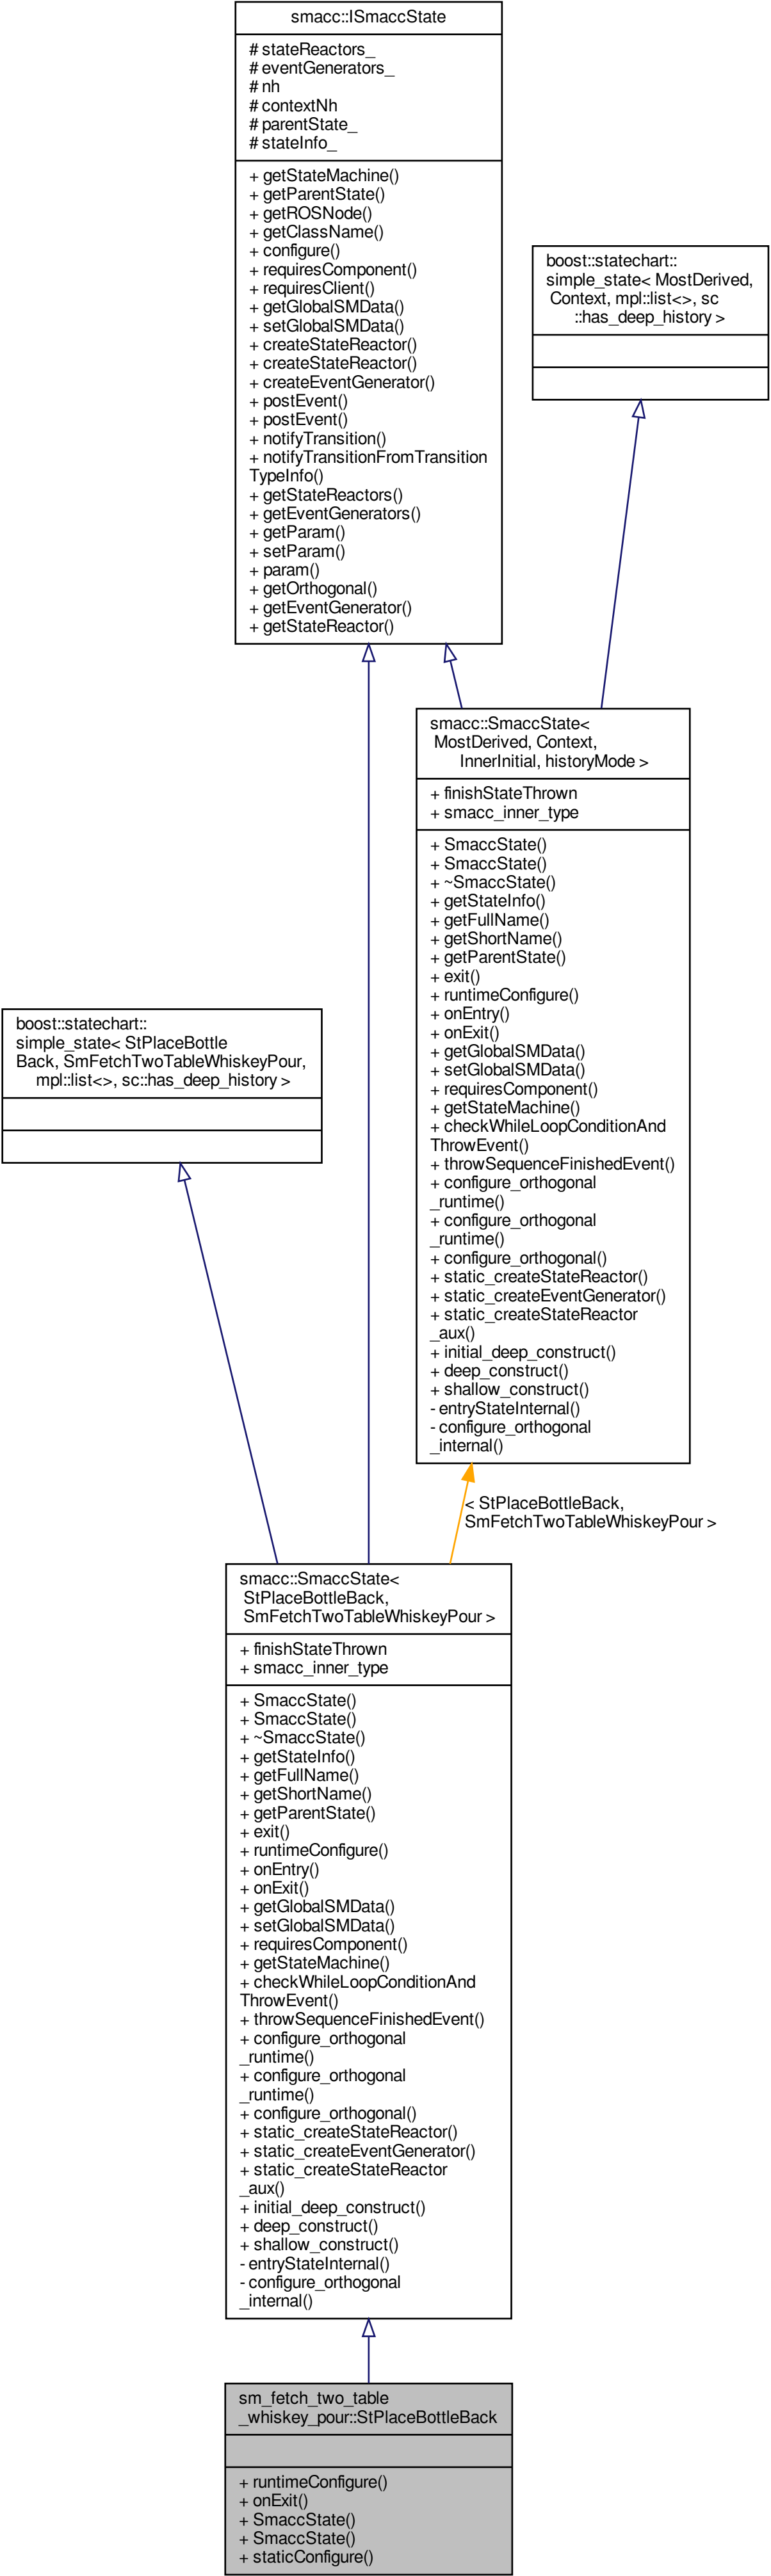 smacc::ISmaccState
# stateReactors_
# eventGenerators_
# nh
# contextNh
# parentState_
# stateInfo_
+ getStateMachine()
+ getParentState()
+ getROSNode()
+ getClassName()
+ configure()
+ requiresComponent()
+ requiresClient()
+ getGlobalSMData()
+ setGlobalSMData()
+ createStateReactor()
+ createStateReactor()
+ createEventGenerator()
+ postEvent()
+ postEvent()
+ notifyTransition()
+ notifyTransitionFromTransition
TypeInfo()
+ getStateReactors()
+ getEventGenerators()
+ getParam()
+ setParam()
+ param()
+ getOrthogonal()
+ getEventGenerator()
+ getStateReactor()
boost::statechart::
simple_state< MostDerived,
Context, mpl::list<>, sc
::has_deep_history >
smacc::SmaccState<
MostDerived, Context,
InnerInitial, historyMode >
+ finishStateThrown
+ smacc_inner_type
+ SmaccState()
+ SmaccState()
+ ~SmaccState()
+ getStateInfo()
+ getFullName()
+ getShortName()
+ getParentState()
+ exit()
+ runtimeConfigure()
+ onEntry()
+ onExit()
+ getGlobalSMData()
+ setGlobalSMData()
+ requiresComponent()
+ getStateMachine()
+ checkWhileLoopConditionAnd
ThrowEvent()
+ throwSequenceFinishedEvent()
+ configure_orthogonal
_runtime()
+ configure_orthogonal
_runtime()
+ configure_orthogonal()
+ static_createStateReactor()
+ static_createEventGenerator()
+ static_createStateReactor
_aux()
+ initial_deep_construct()
+ deep_construct()
+ shallow_construct()
- entryStateInternal()
- configure_orthogonal
_internal()
boost::statechart::
simple_state< StPlaceBottle
Back, SmFetchTwoTableWhiskeyPour,
mpl::list<>, sc::has_deep_history >
< StPlaceBottleBack,
SmFetchTwoTableWhiskeyPour >
smacc::SmaccState<
StPlaceBottleBack,
SmFetchTwoTableWhiskeyPour >
+ finishStateThrown
+ smacc_inner_type
+ SmaccState()
+ SmaccState()
+ ~SmaccState()
+ getStateInfo()
+ getFullName()
+ getShortName()
+ getParentState()
+ exit()
+ runtimeConfigure()
+ onEntry()
+ onExit()
+ getGlobalSMData()
+ setGlobalSMData()
+ requiresComponent()
+ getStateMachine()
+ checkWhileLoopConditionAnd
ThrowEvent()
+ throwSequenceFinishedEvent()
+ configure_orthogonal
_runtime()
+ configure_orthogonal
_runtime()
+ configure_orthogonal()
+ static_createStateReactor()
+ static_createEventGenerator()
+ static_createStateReactor
_aux()
+ initial_deep_construct()
+ deep_construct()
+ shallow_construct()
- entryStateInternal()
- configure_orthogonal
_internal()
sm_fetch_two_table
_whiskey_pour::StPlaceBottleBack
+ runtimeConfigure()
+ onExit()
+ SmaccState()
+ SmaccState()
+ staticConfigure()